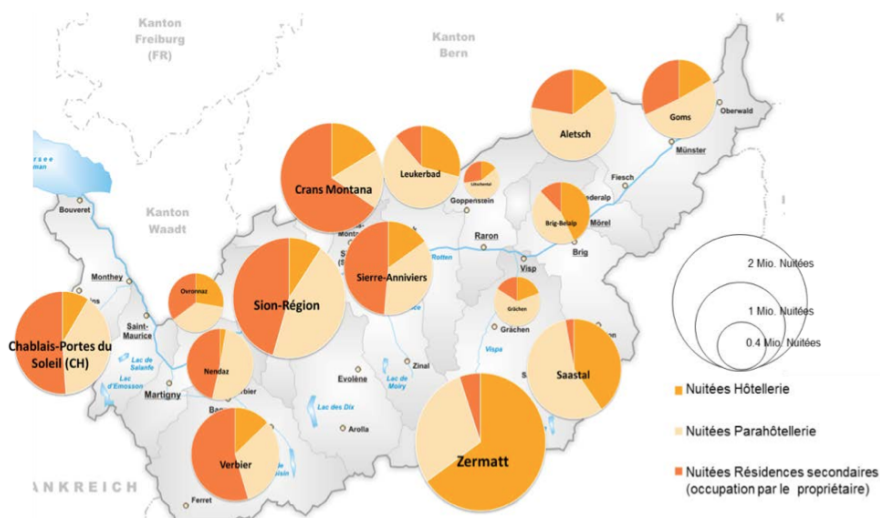 Kanton
Freiburg
(FR)
Kanton
Bern
K
Oberwald
Goms
Aletsch
Münster
Crans Montana
Leukerbad
Lötschental
Goppenstein
Fiesch
ederalp
Mörel
Brig-Belalp
Brig
Bouveret
Kanton
Waadt
Raron
Rotten
Visp
Sierre-Anniviers
Sion-Région
Monthey
Ovronnaz
Grächen
Grächen
Saint-
Maurice
Chablais-Portes du
Soleil (CH)
Lac de
Salanfe
Lac
d'Emosson
Nendaz
Martigny
Zinal
Lac de
Moiry
Evolène
Vispa
Saastal
Lac des Dix
Arolla
Verbier
Zermatt
Ferret
ANKREICH
2 Mio. Nuitées
1 Mio. Nuitées
0.4 Mio. Nuitées
Nuitées Hôtellerie
Nuitées Parahôtellerie
Nuitées Résidences secondaires
(occupation par le propriétaire)